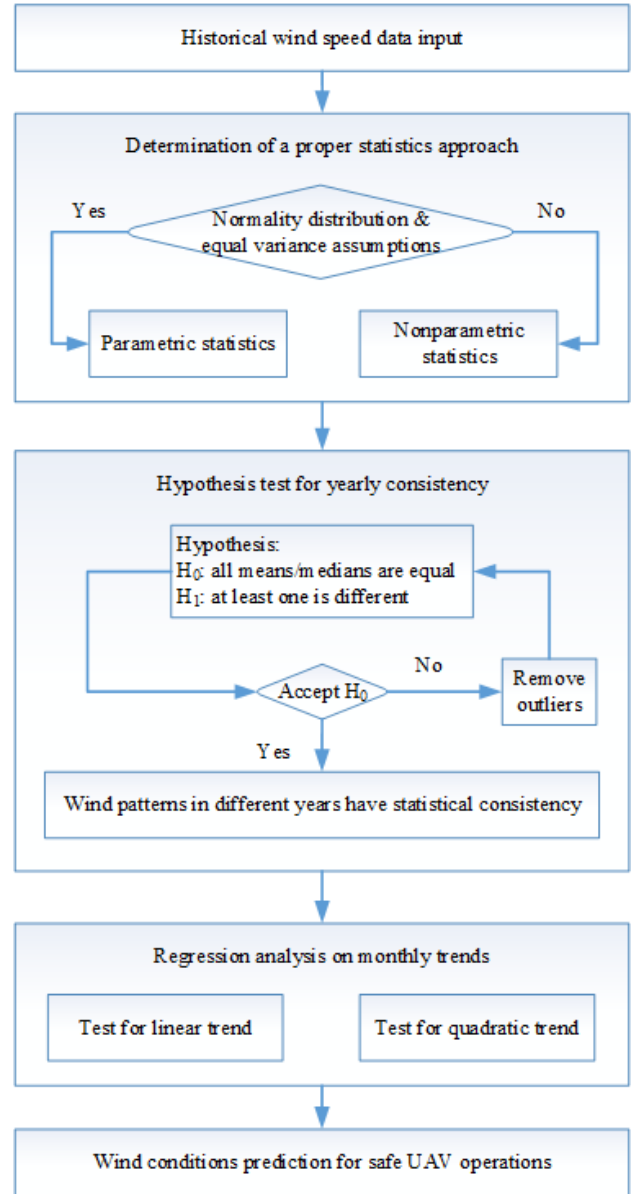 Historical wind speed data input
Determination of a proper statistics approach
Yes
Normality distribution &
equal variance assumptions
No
Parametric statistics
Nonparametric
statistics
Hypothesis test for yearly consistency
Hypothesis:
H₀: all means/medians are equal
H₁: at least one is different
Accept H₀
No
Remove
outliers
Yes
Wind patterns in different years have statistical consistency
Regression analysis on monthly trends
Test for linear trend
Test for quadratic trend
Wind conditions prediction for safe UAV operations